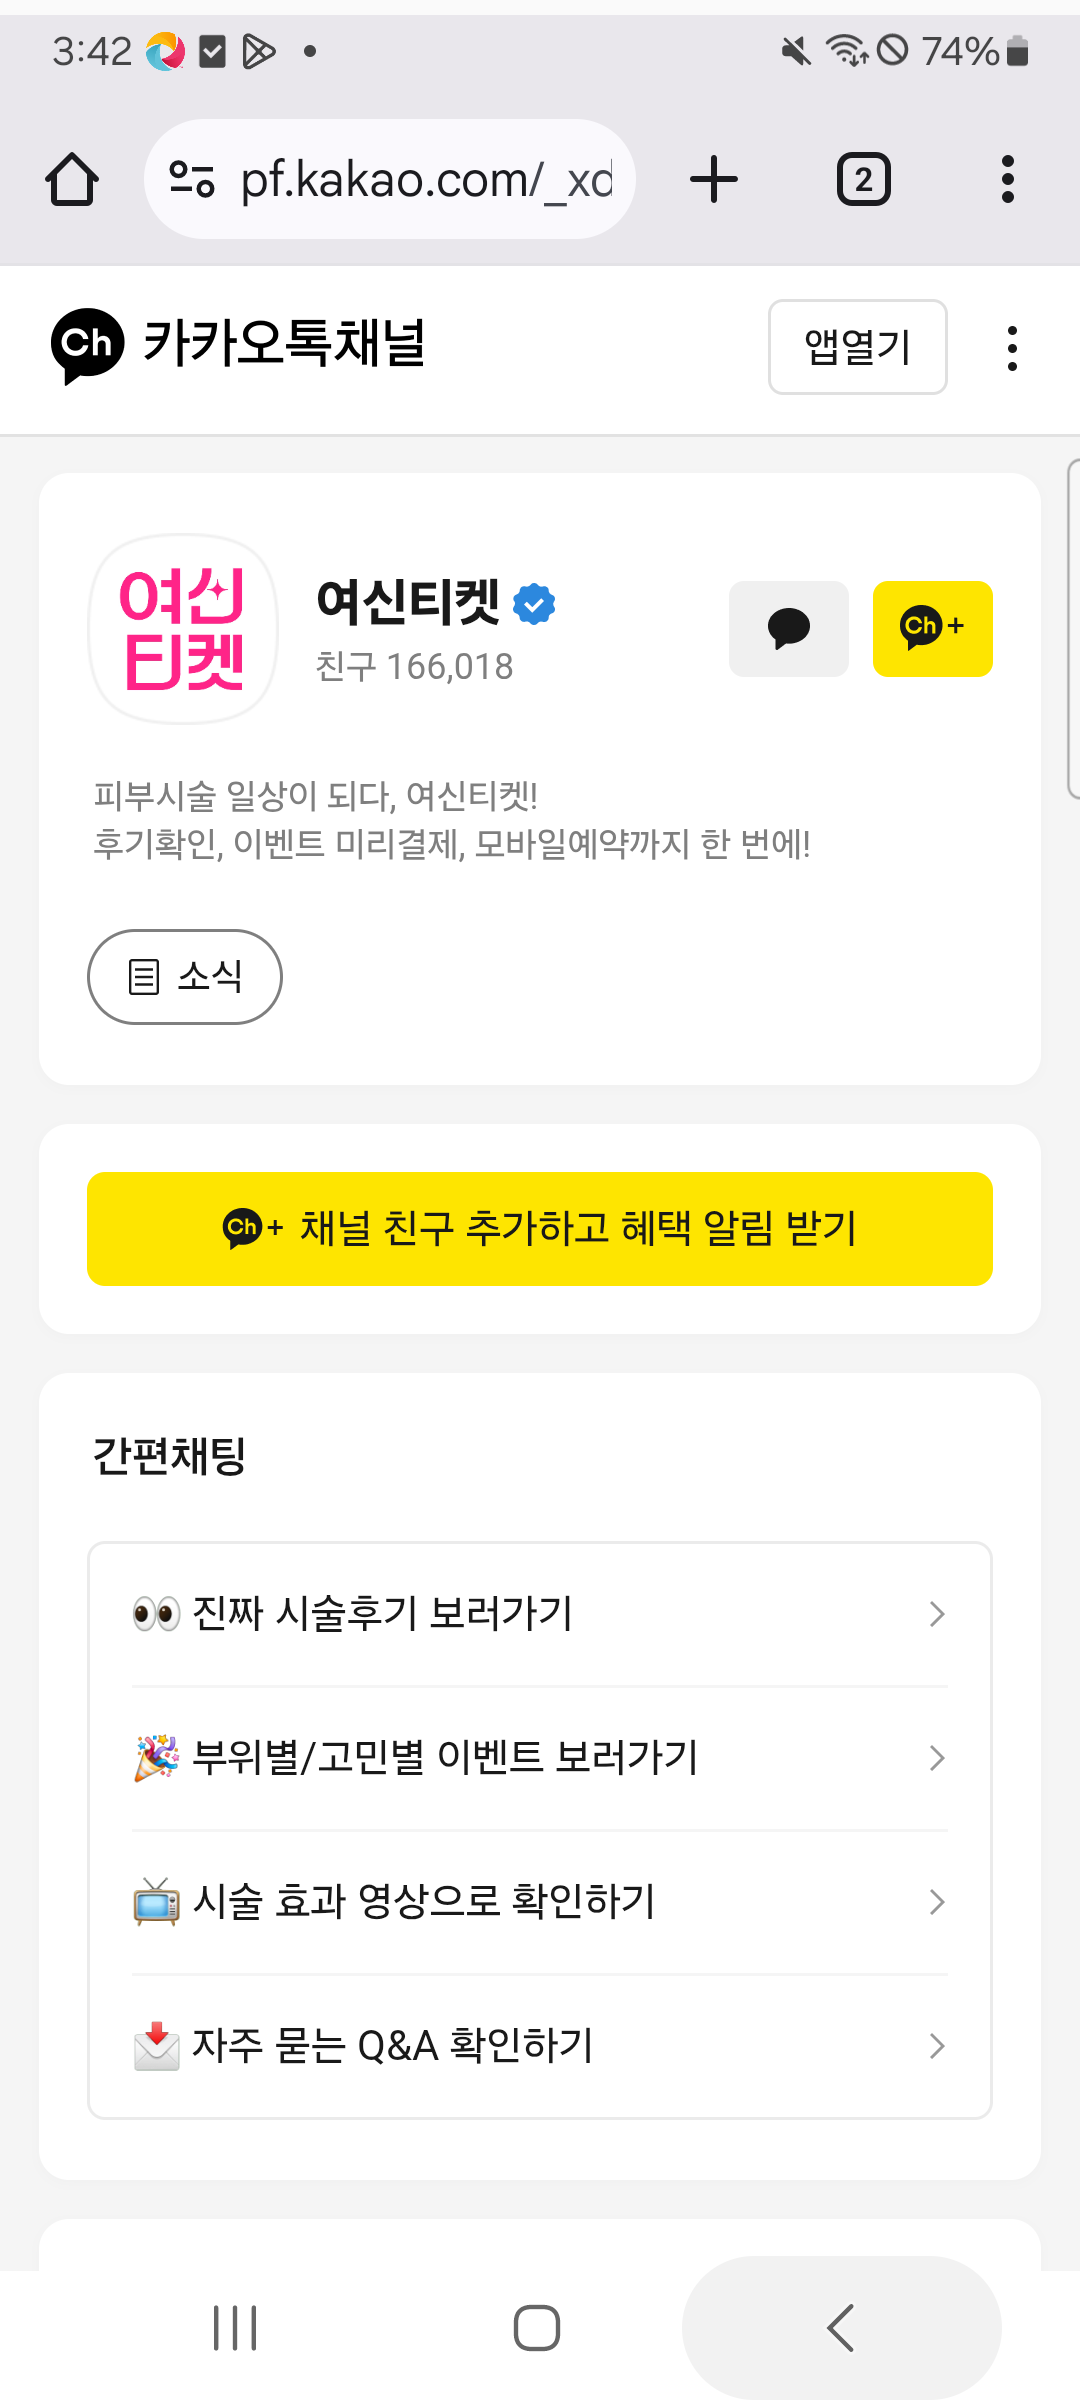 3:42
74%
pf.kakao.com/_xd
2
Ch 카카오톡채널
앱열기
여신
티켓
여신티켓
친구 166,018
Ch+
피부시술 일상이 되다, 여신티켓!
후기확인, 이벤트 미리결제, 모바일예약까지 한 번에!
소식
Ch+ 채널 친구 추가하고 혜택 알림 받기
간편채팅
👀 진짜 시술후기 보러가기
🎉 부위별/고민별 이벤트 보러가기
📺 시술 효과 영상으로 확인하기
📩 자주 묻는 Q&A 확인하기